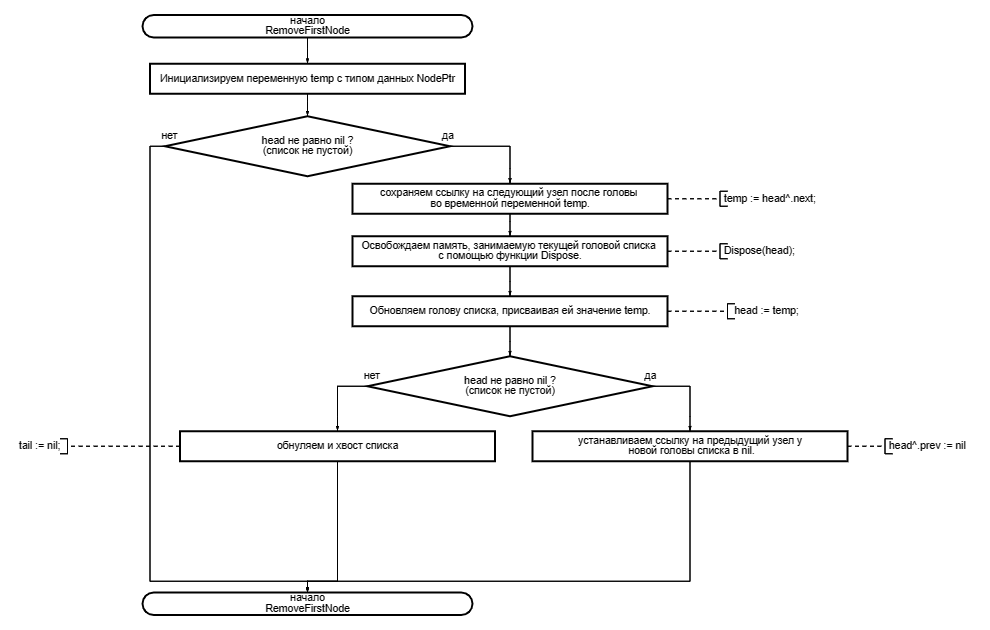 начало
RemoveFirstNode
Инициализируем переменную temp с типом данных NodePtr
нет
head не равно nil ?
(список не пустой)
да
сохраняем ссылку на следующий узел после головы
во временной переменной temp.
temp := head^.next;
Освобождаем память, занимаемую текущей головой списка
с помощью функции Dispose.
Dispose(head);
Обновляем голову списка, присваивая ей значение temp.
head := temp;
нет
head не равно nil ?
(список не пустой)
да
tail := nil;
обнуляем и хвост списка
устанавливаем ссылку на предыдущий узел у
новой головы списка в nil.
head^.prev := nil
начало
RemoveFirstNode